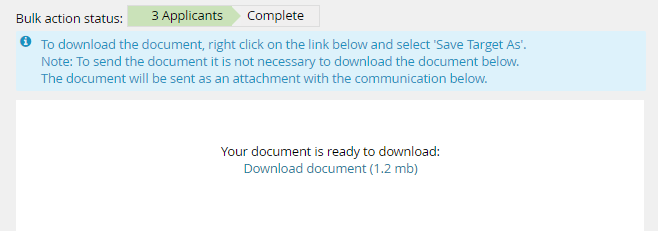 Bulk action status: 3 Applicants Complete
To download the document, right click on the link below and select 'Save Target As'.
Note: To send the document it is not necessary to download the document below.
The document will be sent as an attachment with the communication below.
Your document is ready to download:
Download document (1.2 mb)